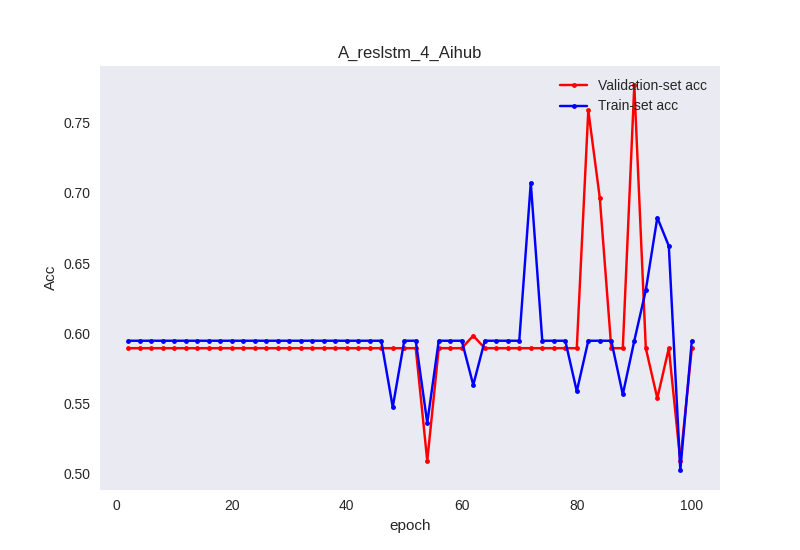 A_reslstm_4_Aihub
Validation-set acc
Train-set acc
0.75
0.70
0.65
0.60
0.55
0.50
Acc
0 20 40 60 80 100
epoch